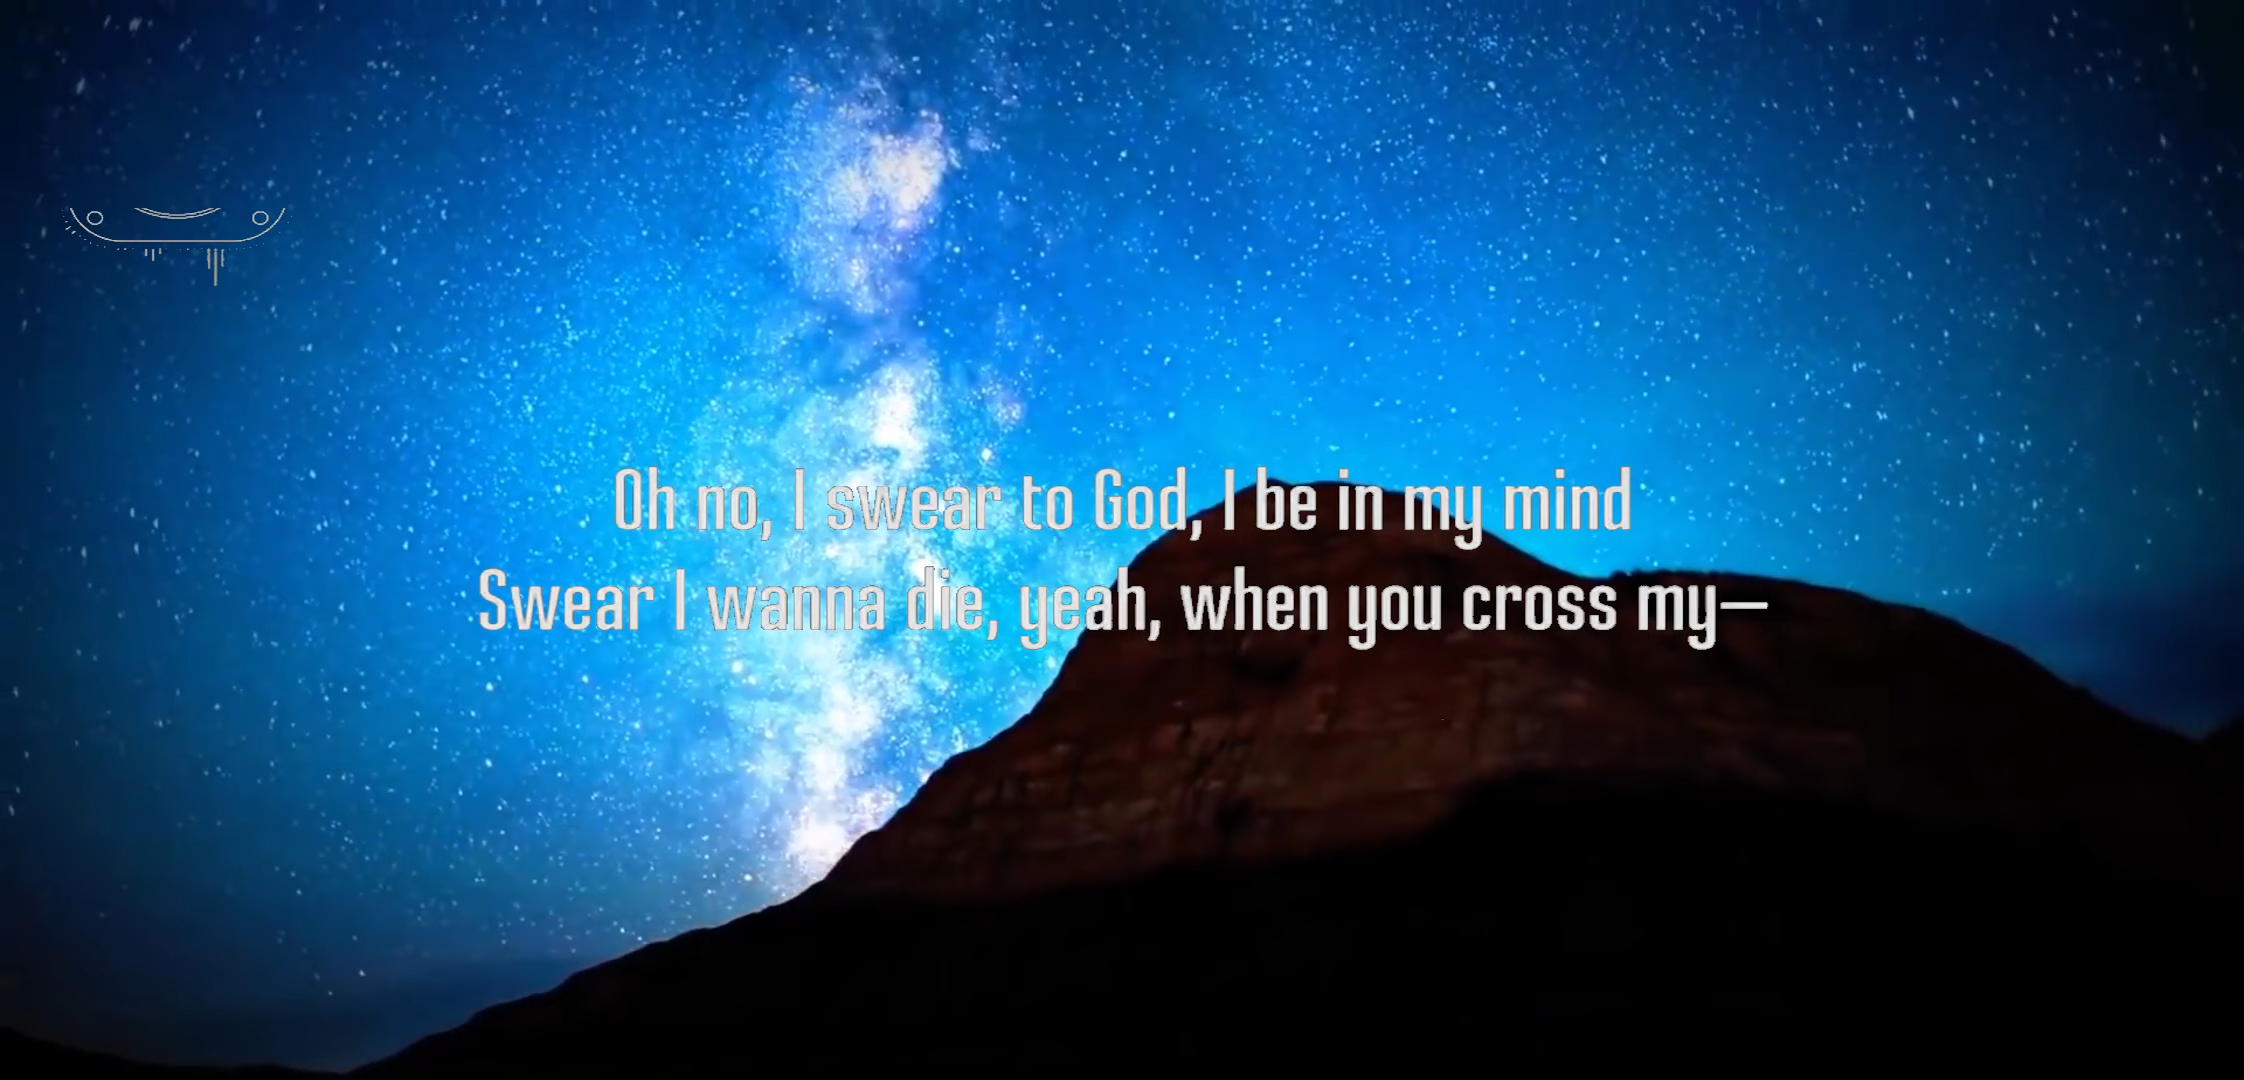 Oh no, I swear to God, I be in my mind
Swear I wanna die, yeah, when you cross my—